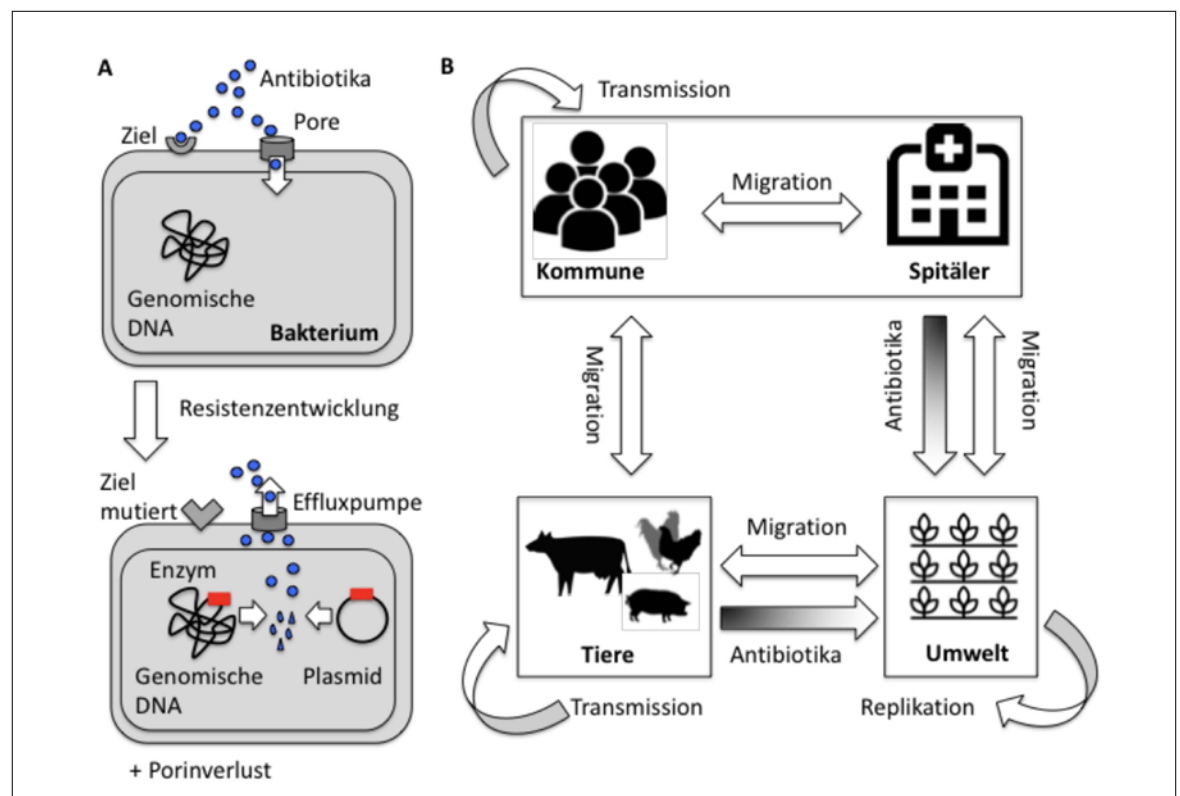 A
Antibiotika
Ziel
Pore
Genomische
DNA
Bakterium
Resistenzentwicklung
Ziel
mutiert
Effluxpumpe
Enzym
Genomische
DNA
Plasmid
+ Porinverlust
B
Transmission
Migration
Kommune
Spitäler
Migration
Antibiotika
Migration
Migration
Tiere
Antibiotika
Umwelt
Transmission
Replikation